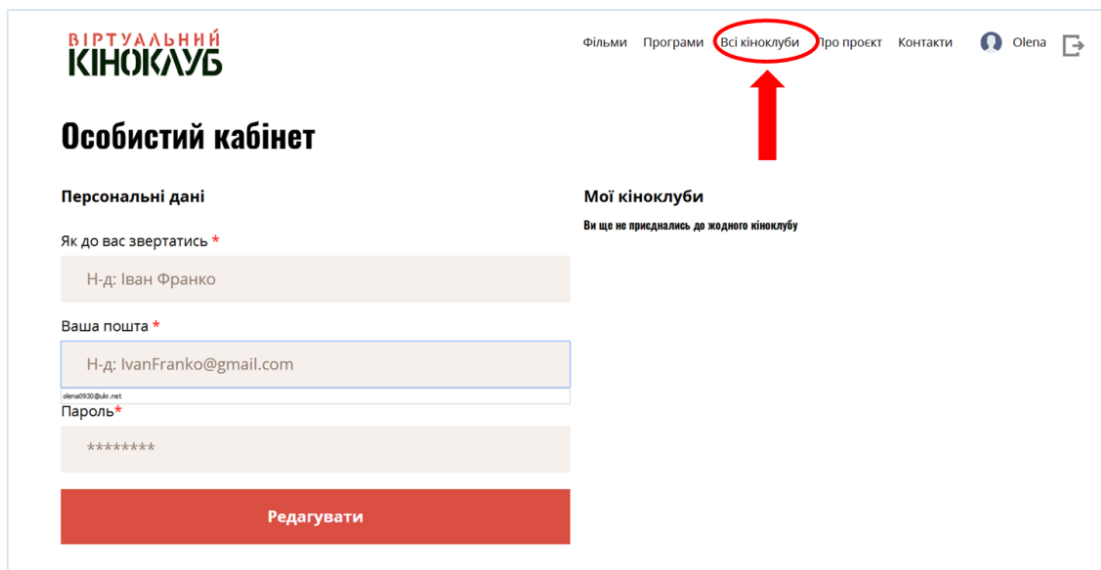 ВІРТУАЛЬНИЙ
КІНОКЛУБ
Фільми Програми Всі кіноклуби Про проєкт Контакти Olena
Особистий кабінет
Персональні дані
Як до вас звертатись *
Н-д: Іван Франко
Ваша пошта *
Н-д: IvanFranko@gmail.com
olena0930@ukr.net
Пароль*
********
Редагувати
Мої кіноклуби
Ви ще не приєднались до жодного кіноклубу